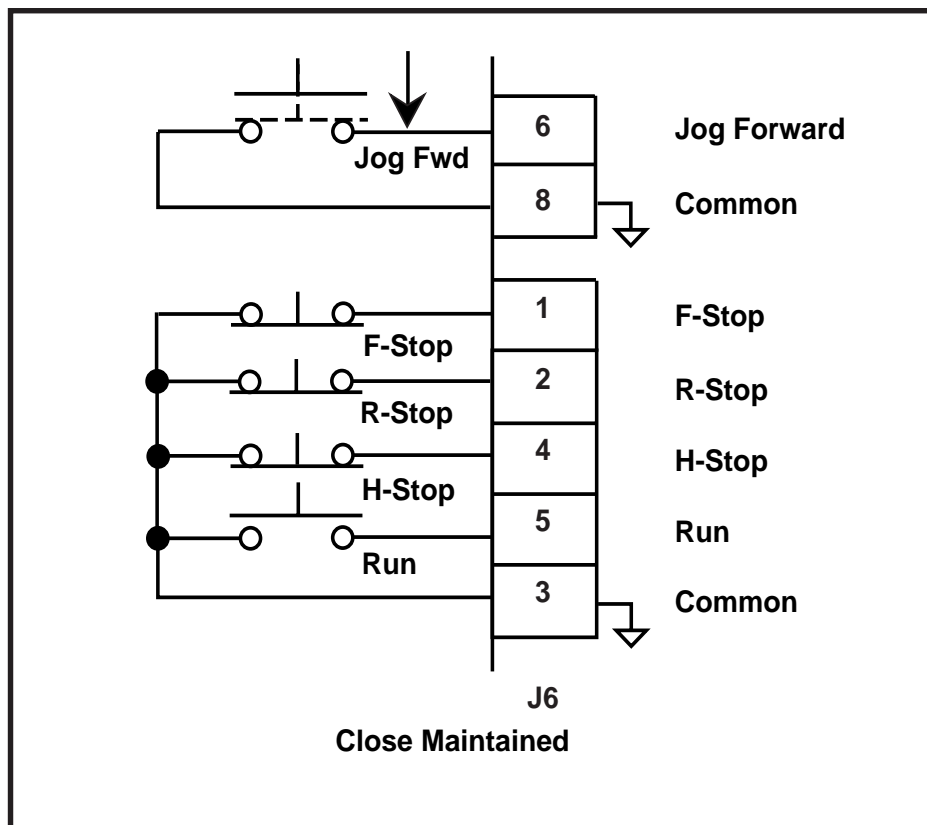 6 Jog Forward
Jog Fwd
8 Common
1 F-Stop
F-Stop
2 R-Stop
R-Stop
4 H-Stop
H-Stop
5 Run
Run
3 Common
J6
Close Maintained